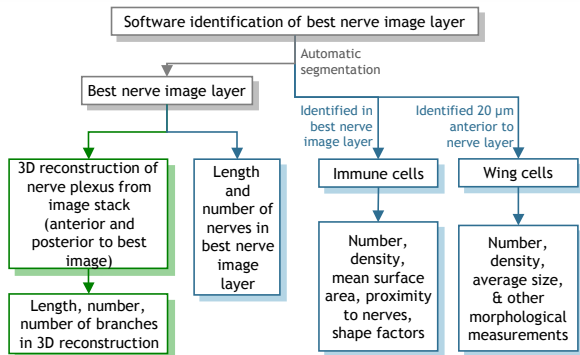 Software identification of best nerve image layer
Automatic
segmentation
Best nerve image layer
Identified in
best nerve
image layer
Identified 20 µm
anterior to
nerve layer
3D reconstruction of
nerve plexus from
image stack
(anterior and
posterior to best
image)
Length
and
number of
nerves in
best nerve
image
layer
Immune cells
Wing cells
Number,
density,
mean surface
area, proximity
to nerves,
shape factors
Number,
density,
average size,
& other
morphological
measurements
Length, number,
number of branches
in 3D reconstruction